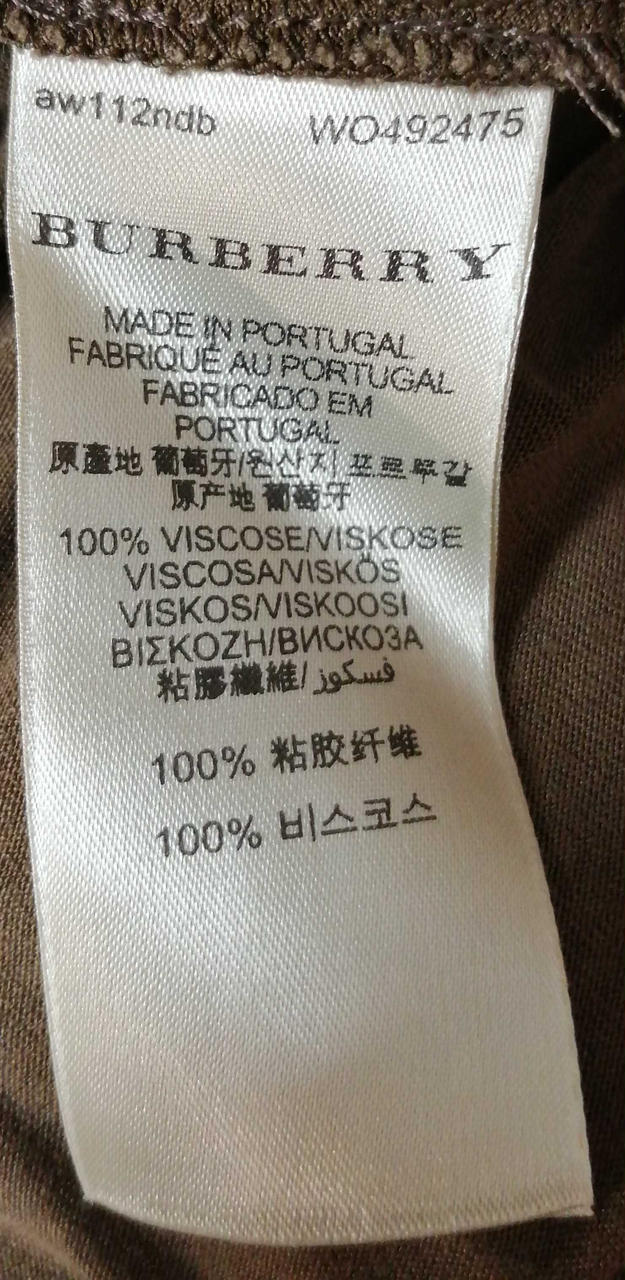 aw112ndb WO492475
BURBERRY
MADE IN PORTUGAL
FABRIQUÉ AU PORTUGAL
FABRICADO EM
PORTUGAL
原產地 葡萄牙/원산지 포르투갈
原产地 葡萄牙
100% VISCOSE/VISKOSE
VISCOSA/VISKÓS
VISKOS/VISKOOSI
ΒΙΣΚΟΖΗ/ВИСКОЗА
粘膠纖維/فسكوز
100% 粘胶纤维
100% 비스코스